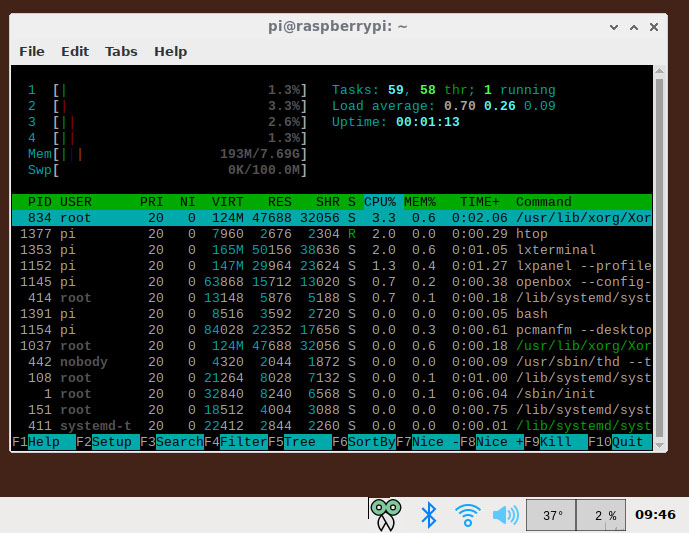 pi@raspberrypi: ~
File Edit Tabs Help
1 [| 1.3%] Tasks: 59, 58 thr; 1 running
2 [| 3.3%] Load average: 0.70 0.26 0.09
3 [|| 2.6%] Uptime: 00:01:13
4 [|| 1.3%]
Mem[||| 193M/7.69G]
Swp[ 0K/100.0M]
PID USER PRI NI VIRT RES SHR S CPU% MEM% TIME+ Command
834 root 20 0 124M 47688 32056 S 3.3 0.6 0:02.06 /usr/lib/xorg/Xor
1377 pi 20 0 7960 2676 2304 R 2.0 0.0 0:00.29 htop
1353 pi 20 0 165M 50156 38636 S 2.0 0.6 0:01.05 lxterminal
1152 pi 20 0 147M 29964 23624 S 1.3 0.4 0:01.27 lxpanel --profile
1145 pi 20 0 63868 15712 13020 S 0.7 0.2 0:00.38 openbox --config-
414 root 20 0 13148 5876 5188 S 0.7 0.1 0:00.18 /lib/systemd/syst
1391 pi 20 0 8516 3592 2720 S 0.0 0.0 0:00.05 bash
1154 pi 20 0 84028 22352 17656 S 0.0 0.3 0:00.61 pcmanfm --desktop
1037 root 20 0 124M 47688 32056 S 0.0 0.6 0:00.18 /usr/lib/xorg/Xor
442 nobody 20 0 4320 2044 1872 S 0.0 0.0 0:00.09 /usr/sbin/thd --t
108 root 20 0 21264 8028 7132 S 0.0 0.1 0:01.00 /lib/systemd/syst
1 root 20 0 32840 8240 6568 S 0.0 0.1 0:06.04 /sbin/init
151 root 20 0 18512 4004 3088 S 0.0 0.0 0:00.75 /lib/systemd/syst
411 systemd-t 20 0 22412 2844 2260 S 0.0 0.0 0:00.01 /lib/systemd/syst
F1Help F2Setup F3SearchF4FilterF5Tree F6SortByF7Nice -F8Nice +F9Kill F10Quit
37° 2 % 09:46